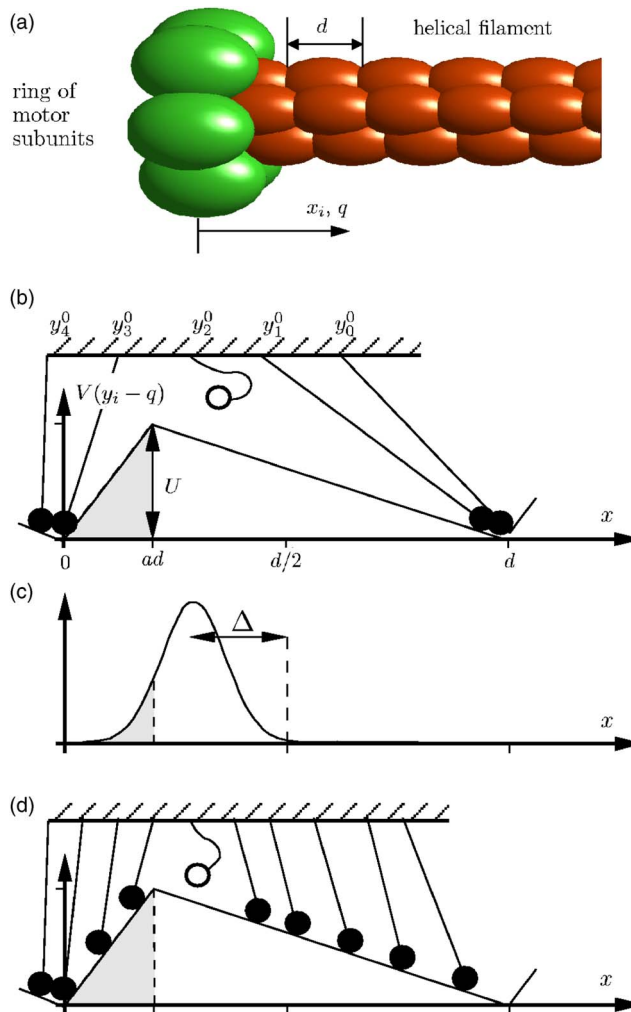 (a)
d
helical filament
ring of
motor
subunits
x_i, q
(b)
y_4^0 y_3^0 y_2^0 y_1^0 y_0^0
V(y_i − q)
U
x
0 ad d/2 d
(c)
Δ
x
(d)
x